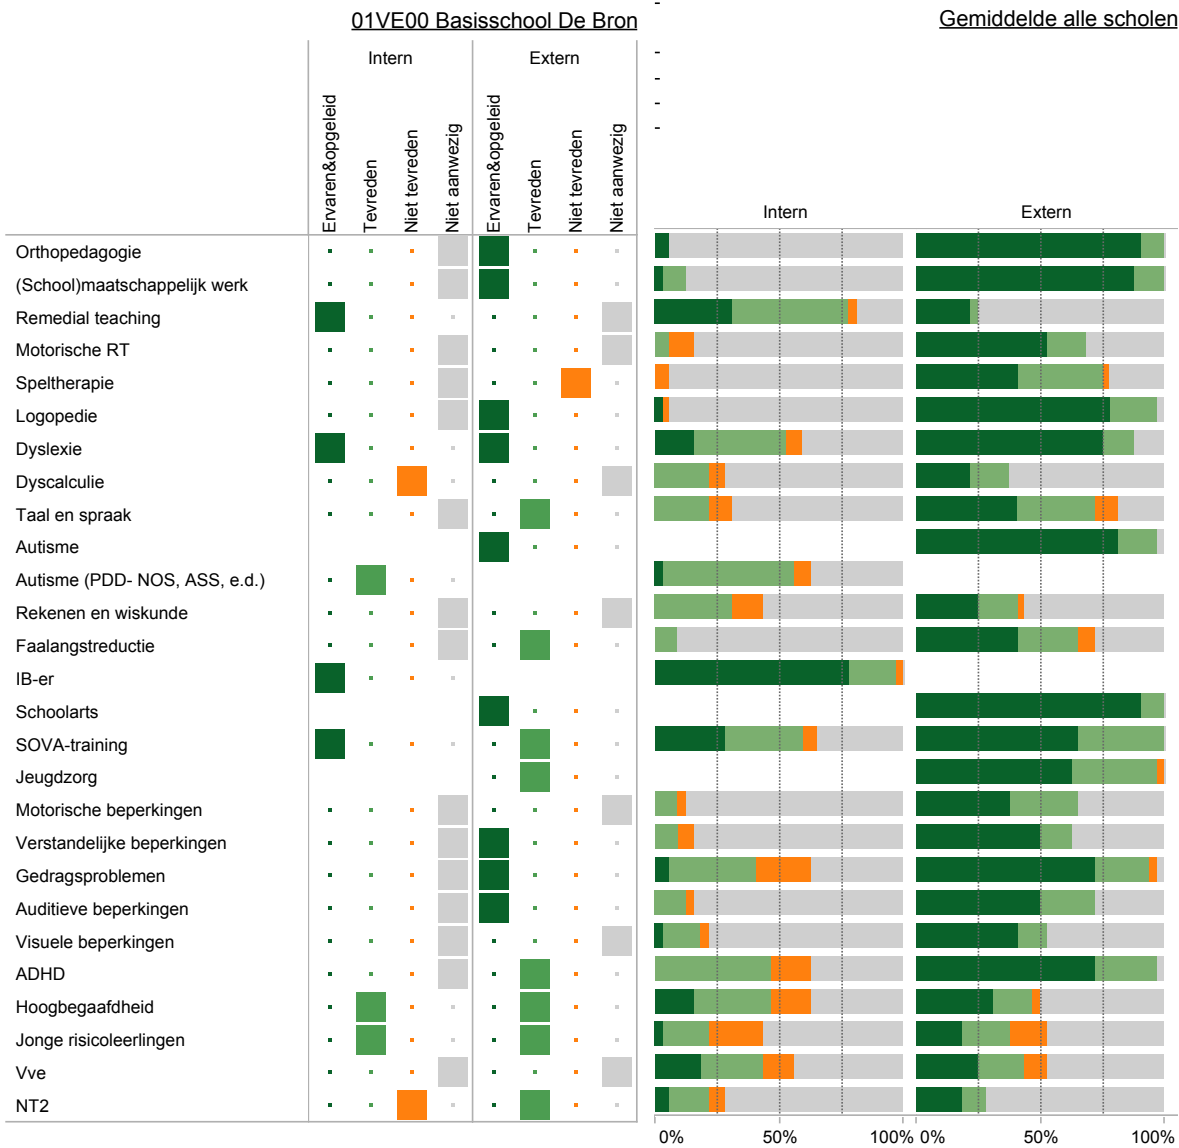 01VE00 Basisschool De Bron
Gemiddelde alle scholen
-
-
-
-
-
Intern
Extern
Ervaren&opgeleid
Tevreden
Niet tevreden
Niet aanwezig
Ervaren&opgeleid
Tevreden
Niet tevreden
Niet aanwezig
Intern
Extern
Orthopedagogie
(School)maatschappelijk werk
Remedial teaching
Motorische RT
Speltherapie
Logopedie
Dyslexie
Dyscalculie
Taal en spraak
Autisme
Autisme (PDD- NOS, ASS, e.d.)
Rekenen en wiskunde
Faalangstreductie
IB-er
Schoolarts
SOVA-training
Jeugdzorg
Motorische beperkingen
Verstandelijke beperkingen
Gedragsproblemen
Auditieve beperkingen
Visuele beperkingen
ADHD
Hoogbegaafdheid
Jonge risicoleerlingen
Vve
NT2
0% 50% 100% 0% 50% 100%